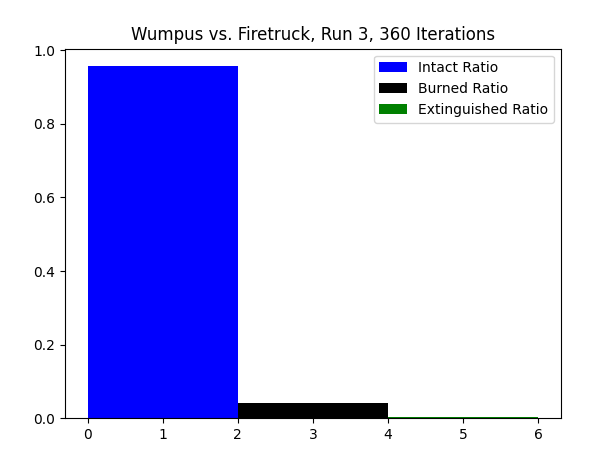 Wumpus vs. Firetruck, Run 3, 360 Iterations
1.0
0.8
0.6
0.4
0.2
0.0
Intact Ratio
Burned Ratio
Extinguished Ratio
0 1 2 3 4 5 6